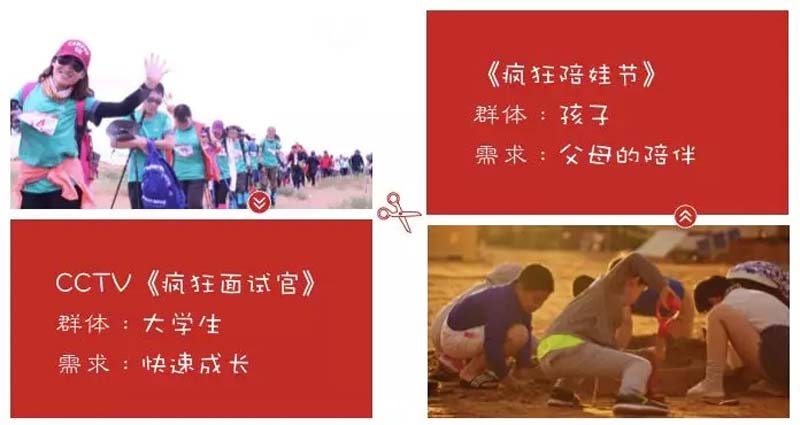 《疯狂陪娃节》
群体：孩子
需求：父母的陪伴
CCTV《疯狂面试官》
群体：大学生
需求：快速成长